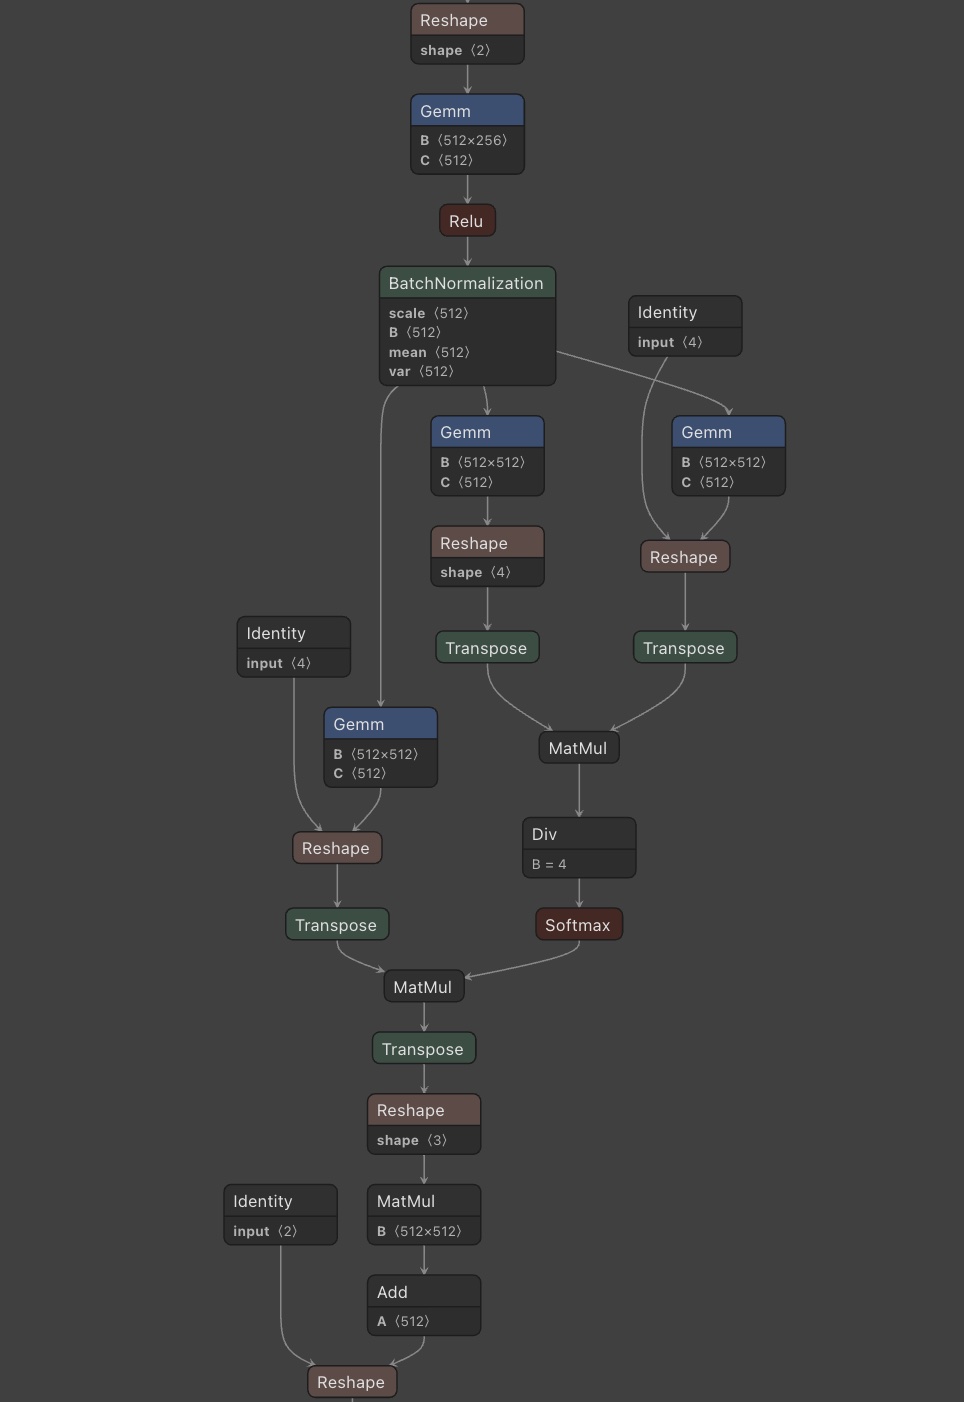 Reshape
shape ⟨2⟩
Gemm
B ⟨512×256⟩
C ⟨512⟩
Relu
BatchNormalization
scale ⟨512⟩
B ⟨512⟩
mean ⟨512⟩
var ⟨512⟩
Identity
input ⟨4⟩
Gemm
B ⟨512×512⟩
C ⟨512⟩
Gemm
B ⟨512×512⟩
C ⟨512⟩
Reshape
shape ⟨4⟩
Reshape
Transpose
Transpose
Identity
input ⟨4⟩
Gemm
B ⟨512×512⟩
C ⟨512⟩
MatMul
Div
B = 4
Reshape
Transpose
Softmax
MatMul
Transpose
Reshape
shape ⟨3⟩
Identity
input ⟨2⟩
MatMul
B ⟨512×512⟩
Add
A ⟨512⟩
Reshape